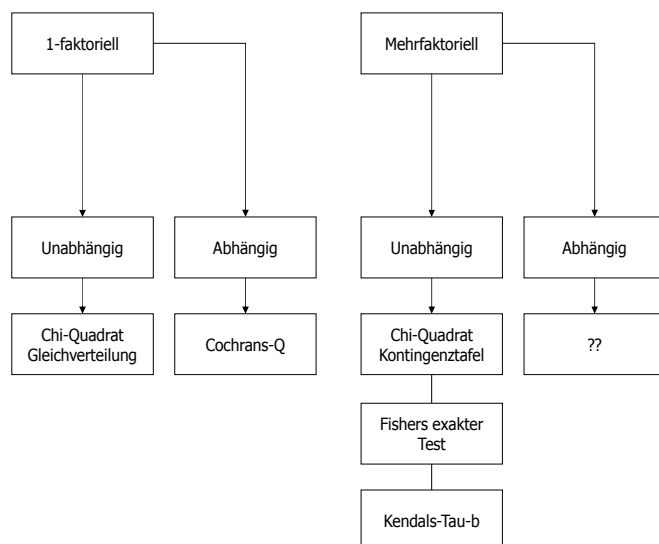 1-faktoriell
Mehrfaktoriell
Unabhängig
Abhängig
Unabhängig
Abhängig
Chi-Quadrat
Gleichverteilung
Cochrans-Q
Chi-Quadrat
Kontingenztafel
??
Fishers exakter
Test
Kendals-Tau-b